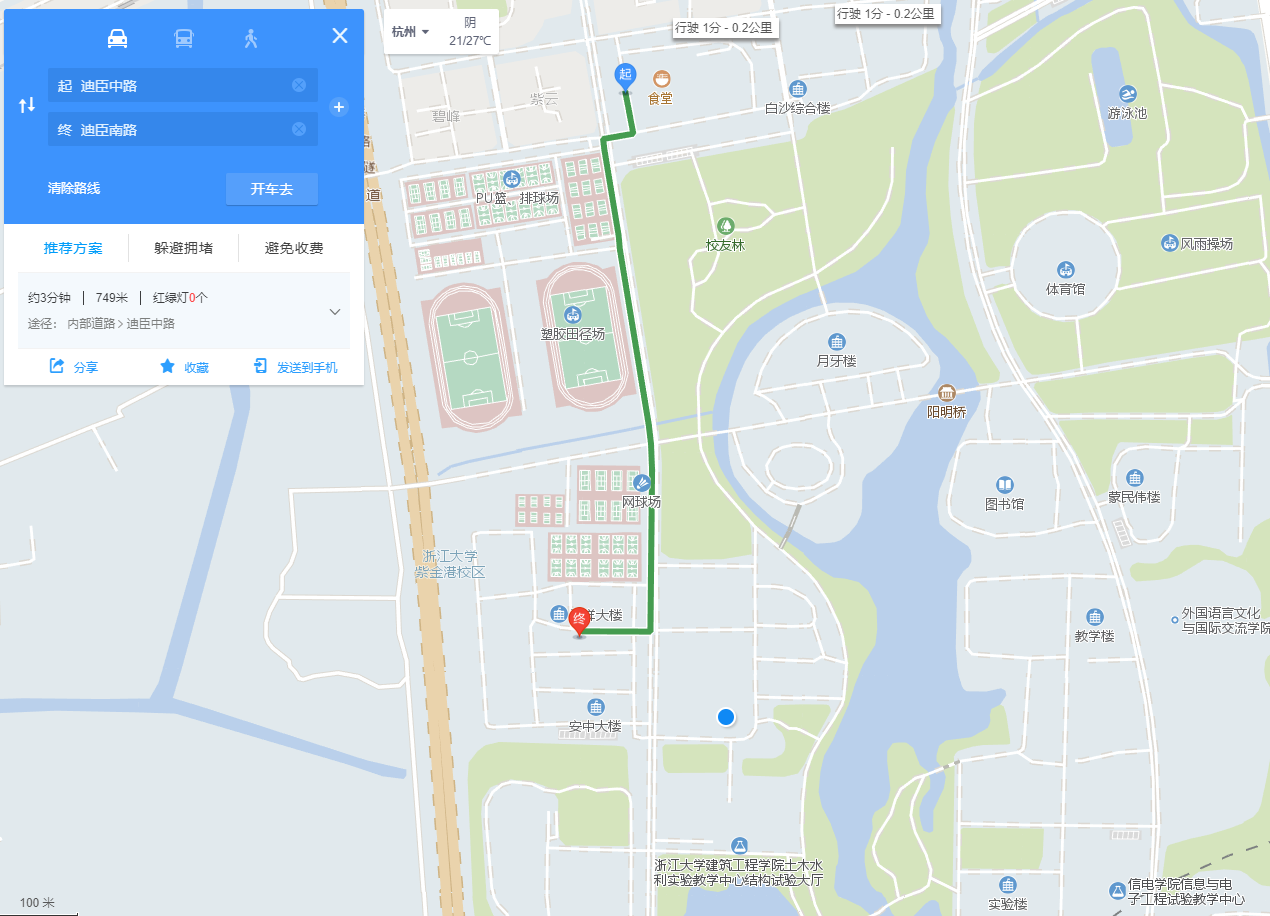 起 迪臣中路
终 迪臣南路
清除路线
开车去
推荐方案
躲避拥堵
避免收费
约3分钟 | 749米 | 红绿灯0个
途径： 内部道路 > 迪臣中路
分享
收藏
发送到手机
杭州
阴
21/27℃
行驶 1分 - 0.2公里
行驶 1分 - 0.2公里
起
食堂
白沙综合楼
紫云
碧峰
路
隧
道
PU篮、排球场
校友林
游泳池
风雨操场
体育馆
塑胶田径场
月牙楼
阳明桥
网球场
图书馆
蒙民伟楼
浙江大学
紫金港校区
终
大楼
教学楼
外国语言文化
与国际交流学院
安中大楼
浙江大学建筑工程学院土木水
利实验教学中心结构试验大厅
实验楼
信电学院信息与电
子工程试验教学中心
100 米